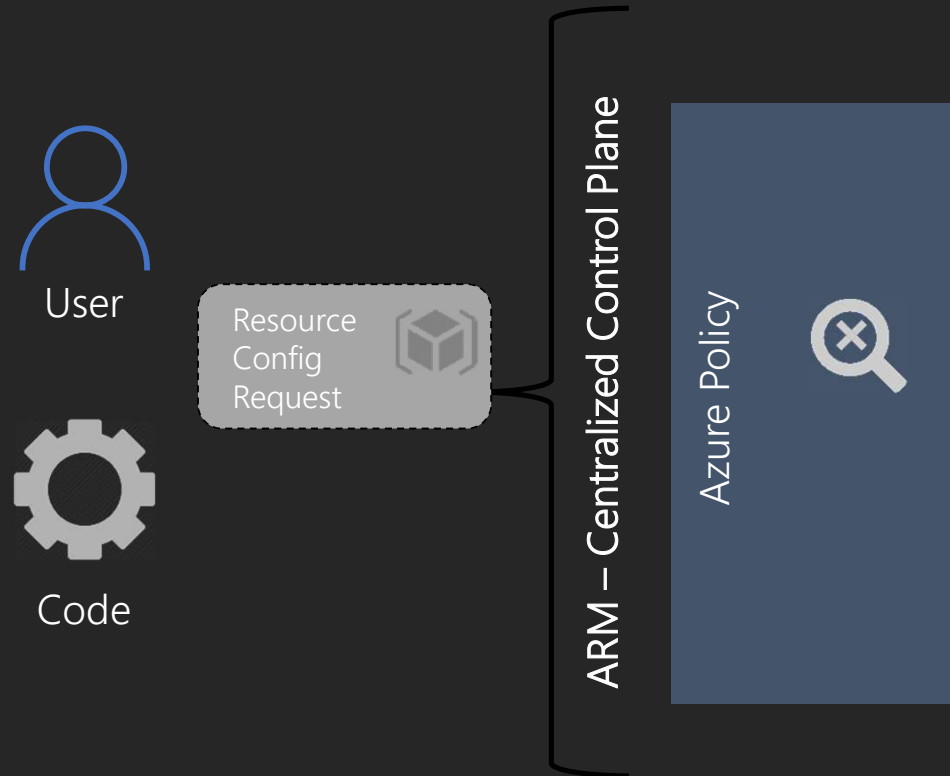 User
Resource
Config
Request
Code
ARM – Centralized Control Plane
Azure Policy